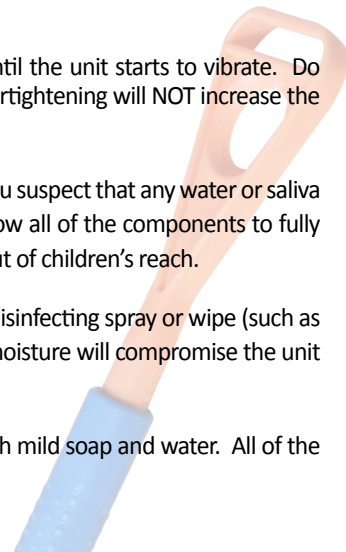 until the unit starts to vibrate. Do
rtightening will NOT increase the
u suspect that any water or saliva
ow all of the components to fully
ut of children's reach.
isinfecting spray or wipe (such as
moisture will compromise the unit
h mild soap and water. All of the